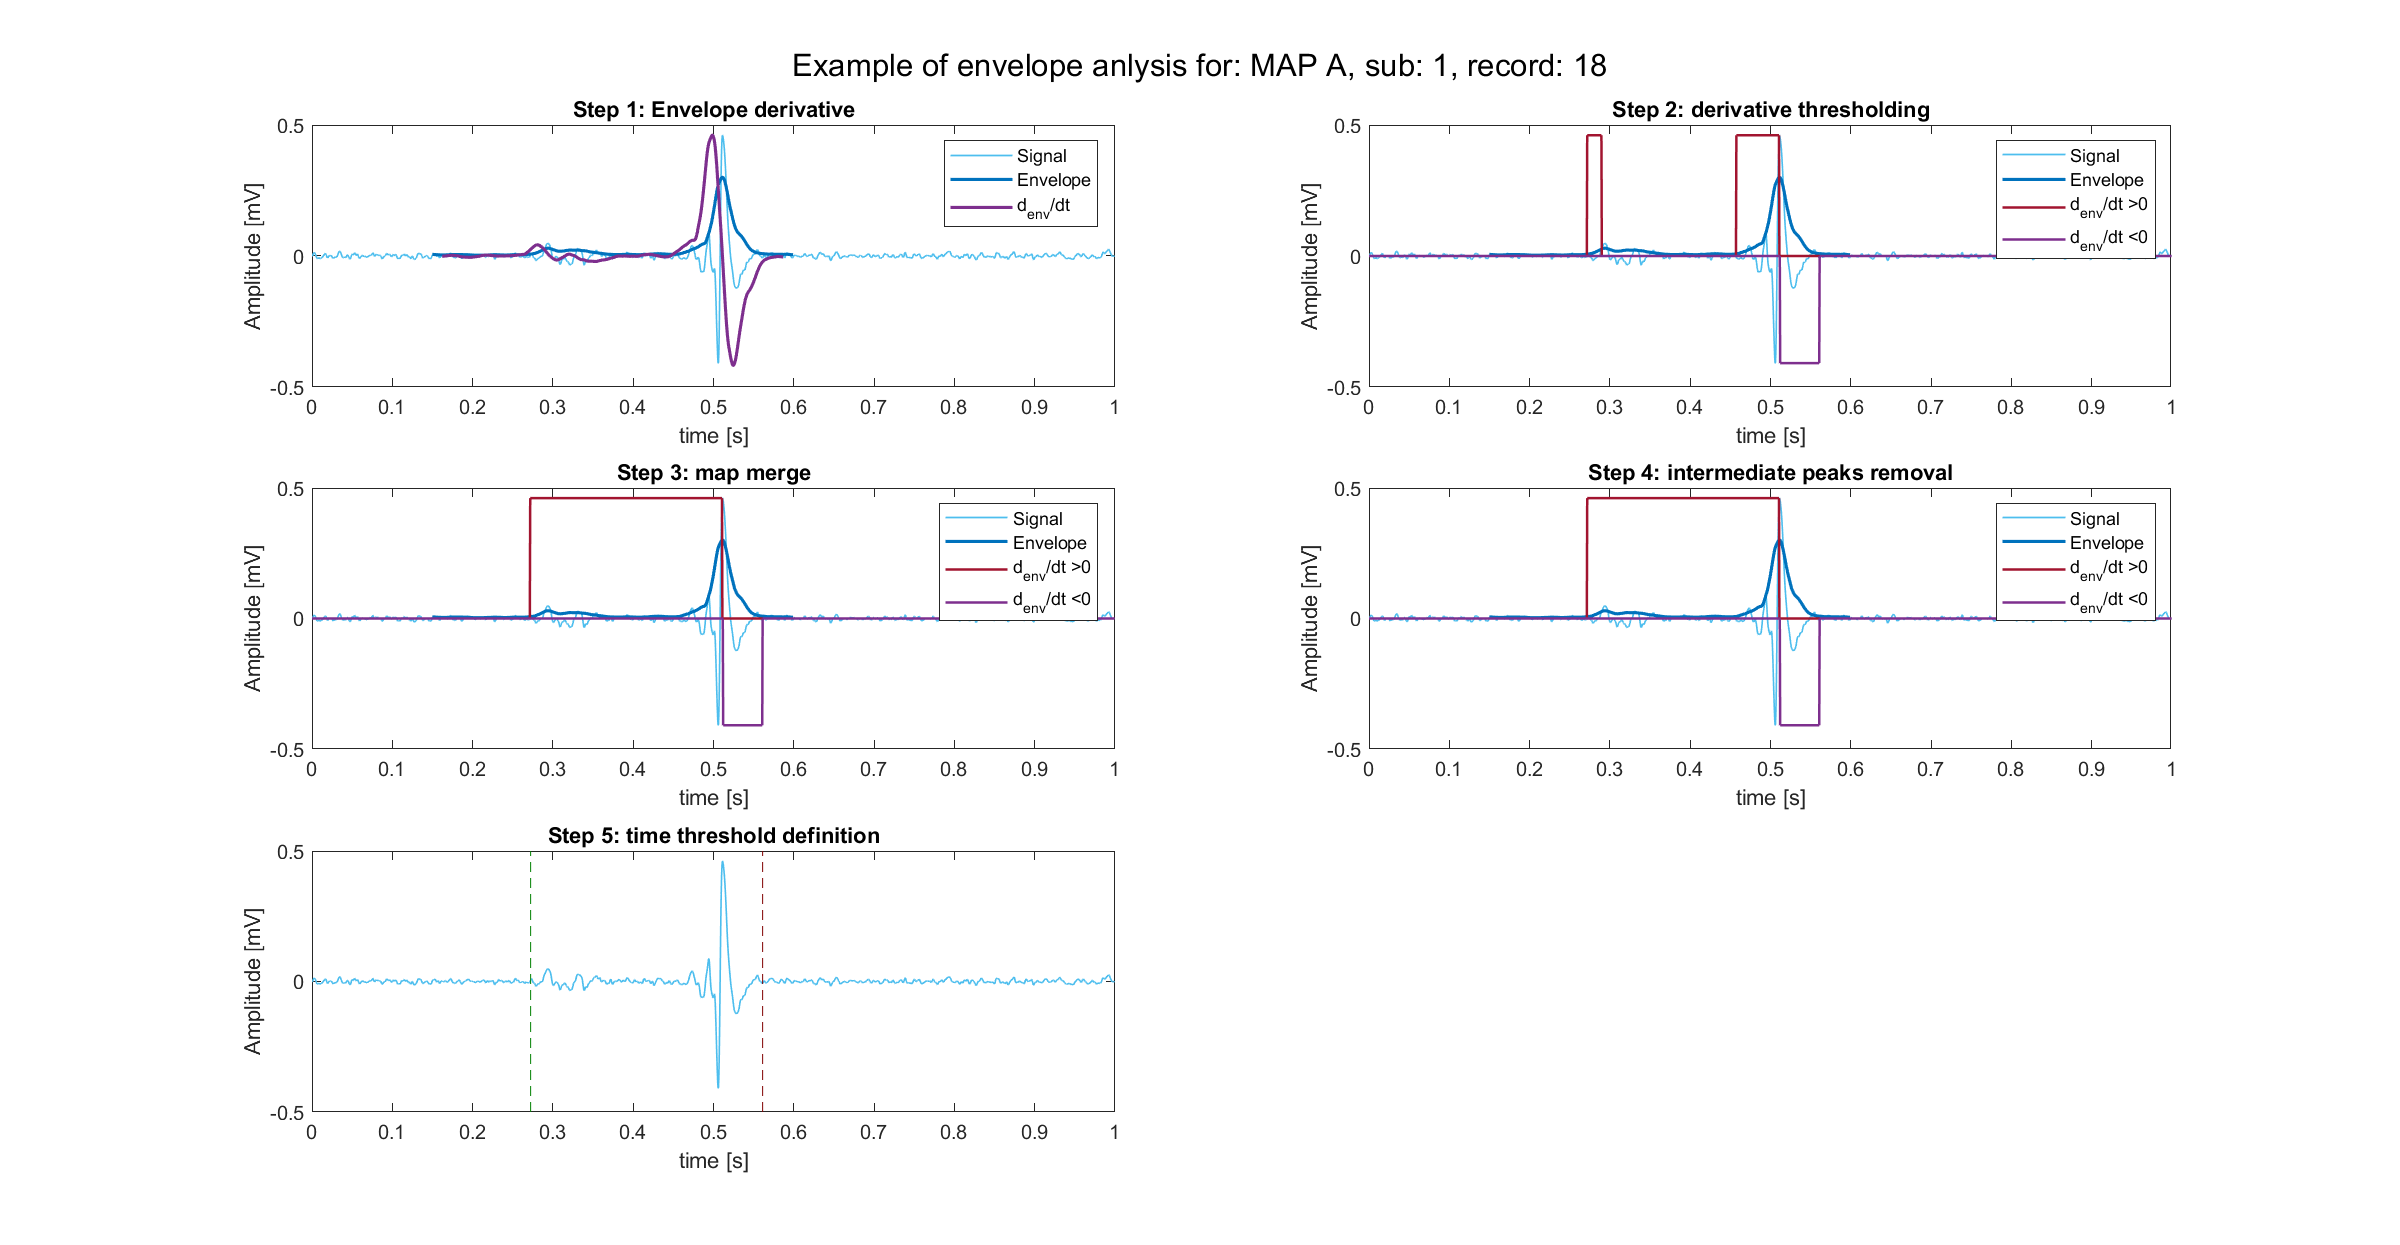 Example of envelope anlysis for: MAP A, sub: 1, record: 18
Step 1: Envelope derivative
0.5
0
-0.5
Amplitude [mV]
0 0.1 0.2 0.3 0.4 0.5 0.6 0.7 0.8 0.9 1
time [s]
Signal
Envelope
d_env/dt
Step 2: derivative thresholding
0.5
0
-0.5
Amplitude [mV]
0 0.1 0.2 0.3 0.4 0.5 0.6 0.7 0.8 0.9 1
time [s]
Signal
Envelope
d_env/dt >0
d_env/dt <0
Step 3: map merge
0.5
0
-0.5
Amplitude [mV]
0 0.1 0.2 0.3 0.4 0.5 0.6 0.7 0.8 0.9 1
time [s]
Signal
Envelope
d_env/dt >0
d_env/dt <0
Step 4: intermediate peaks removal
0.5
0
-0.5
Amplitude [mV]
0 0.1 0.2 0.3 0.4 0.5 0.6 0.7 0.8 0.9 1
time [s]
Signal
Envelope
d_env/dt >0
d_env/dt <0
Step 5: time threshold definition
0.5
0
-0.5
Amplitude [mV]
0 0.1 0.2 0.3 0.4 0.5 0.6 0.7 0.8 0.9 1
time [s]